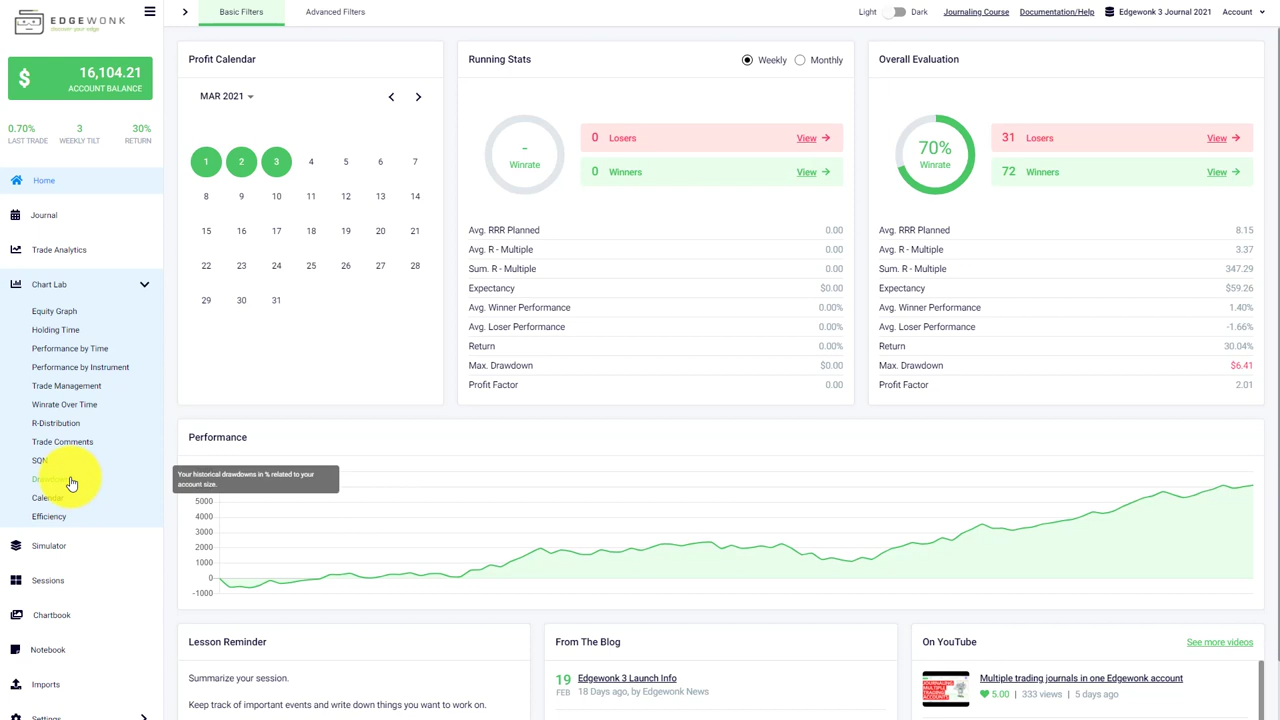 EDGEWONK
discover your edge
Basic Filters
Advanced Filters
Light
Dark
Journaling Course
Documentation/Help
Edgewonk 3 Journal 2021
Account
$
16,104.21
ACCOUNT BALANCE
0.70%
LAST TRADE
3
WEEKLY TILT
30%
RETURN
Home
Journal
Trade Analytics
Chart Lab
Equity Graph
Holding Time
Performance by Time
Performance by Instrument
Trade Management
Winrate Over Time
R-Distribution
Trade Comments
SQN
Calendar
Efficiency
Simulator
Sessions
Chartbook
Notebook
Imports
Settings
Profit Calendar
MAR 2021
1 2 3 4 5 6 7
8 9 10 11 12 13 14
15 16 17 18 19 20 21
22 23 24 25 26 27 28
29 30 31
Running Stats
Weekly
Monthly
-
Winrate
0 Losers View
0 Winners View
Avg. RRR Planned 0.00
Avg. R - Multiple 0.00
Sum. R - Multiple 0.00
Expectancy $0.00
Avg. Winner Performance 0.00%
Avg. Loser Performance 0.00%
Return 0.00%
Max. Drawdown $0.00
Profit Factor 0.00
Overall Evaluation
70%
Winrate
31 Losers View
72 Winners View
Avg. RRR Planned 8.15
Avg. R - Multiple 3.37
Sum. R - Multiple 347.29
Expectancy $59.26
Avg. Winner Performance 1.40%
Avg. Loser Performance -1.66%
Return 30.04%
Max. Drawdown $6.41
Profit Factor 2.01
Performance
Your historical drawdowns in % related to your
account size.
5000
4000
3000
2000
1000
0
-1000
Lesson Reminder
Summarize your session.
Keep track of important events and write down things you want to work on.
From The Blog
19
FEB
Edgewonk 3 Launch Info
18 Days ago, by Edgewonk News
On YouTube
See more videos
Multiple trading journals in one Edgewonk account
5.00 | 333 views | 5 days ago